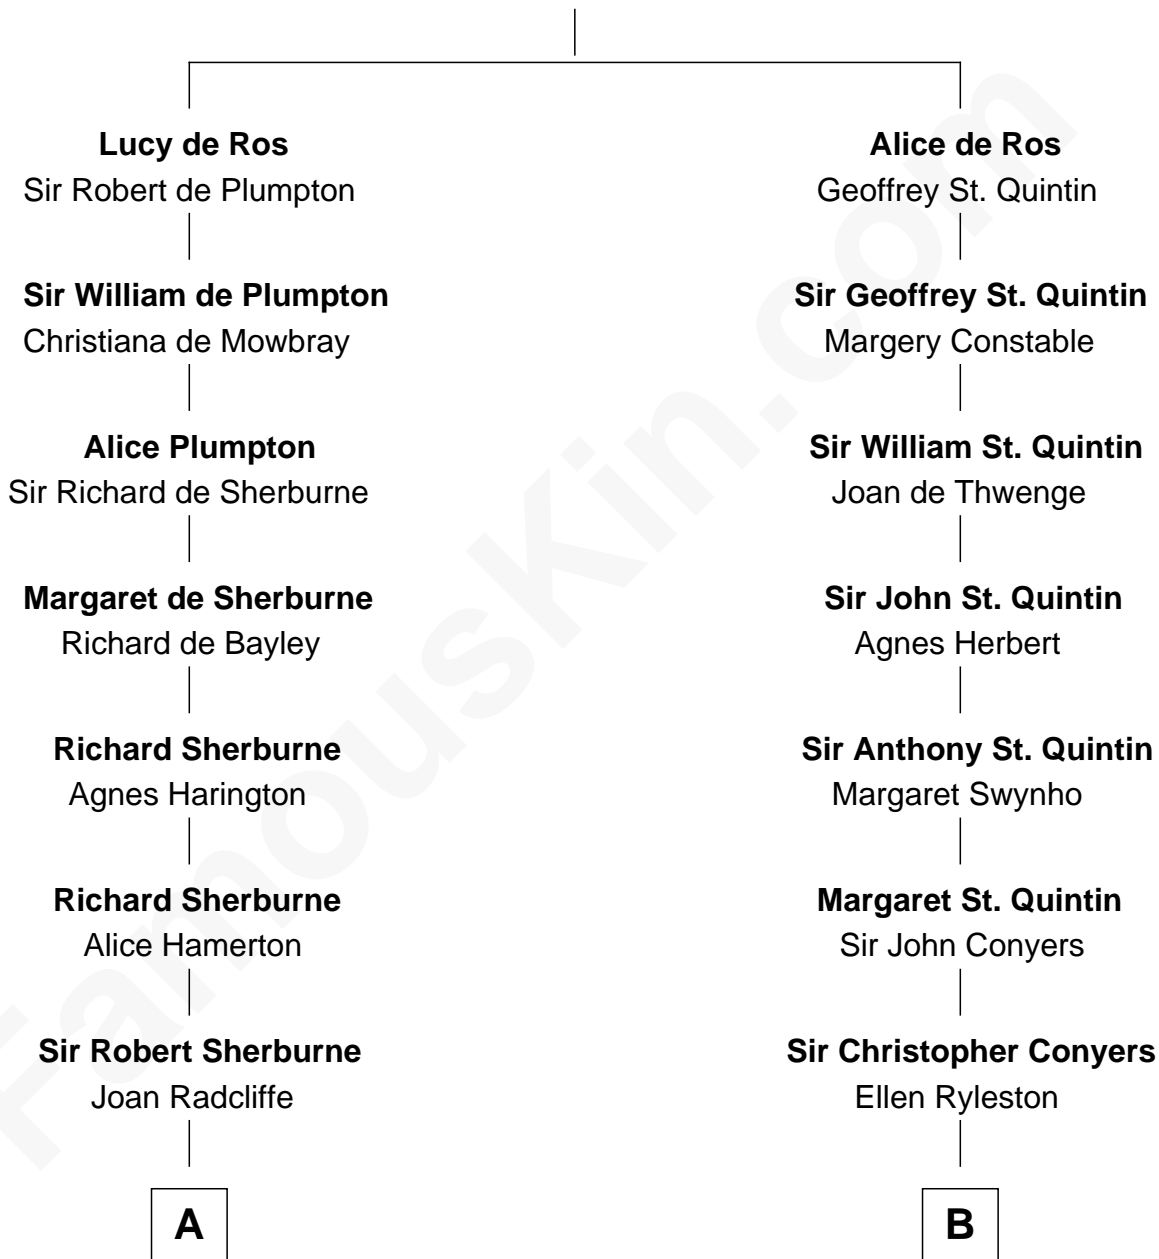 Lucy de Ros
Sir Robert de Plumpton
Alice de Ros
Geoffrey St. Quintin
Sir William de Plumpton
Christiana de Mowbray
Sir Geoffrey St. Quintin
Margery Constable
Alice Plumpton
Sir Richard de Sherburne
Sir William St. Quintin
Joan de Thwenge
Margaret de Sherburne
Richard de Bayley
Sir John St. Quintin
Agnes Herbert
Richard Sherburne
Agnes Harington
Sir Anthony St. Quintin
Margaret Swynho
Richard Sherburne
Alice Hamerton
Margaret St. Quintin
Sir John Conyers
Sir Robert Sherburne
Joan Radcliffe
Sir Christopher Conyers
Ellen Ryleston
A
B
FamousKin.com